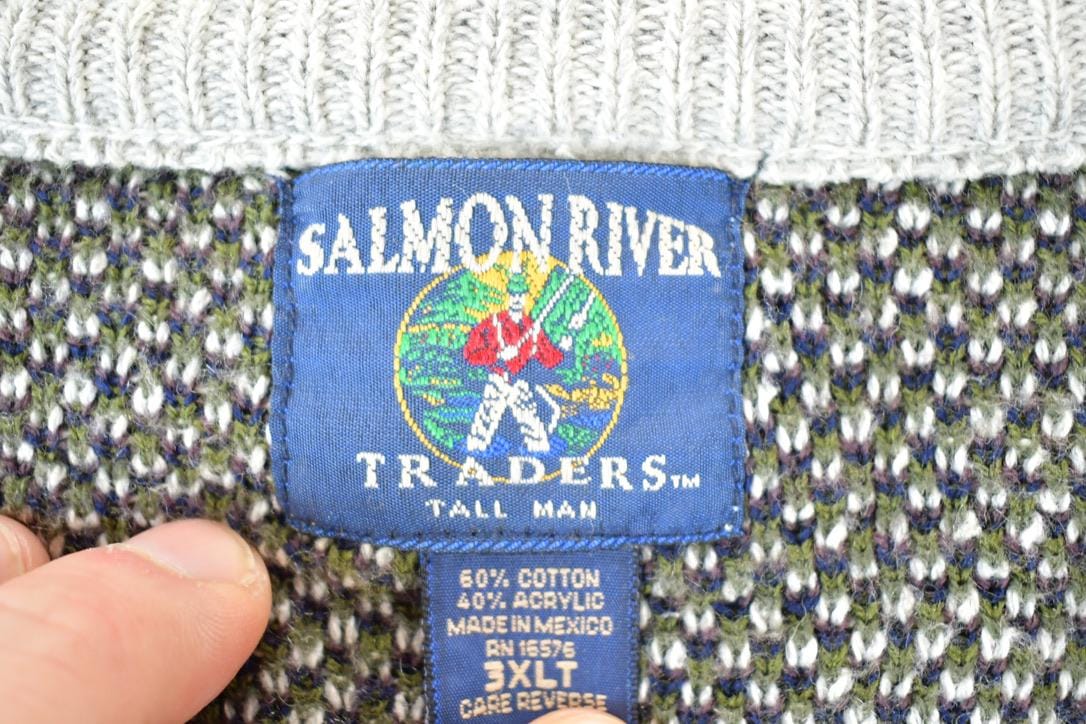 SALMON RIVER
TRADERS™
TALL MAN
60% COTTON
40% ACRYLIC
MADE IN MEXICO
RN 16576
3XLT
CARE REVERSE